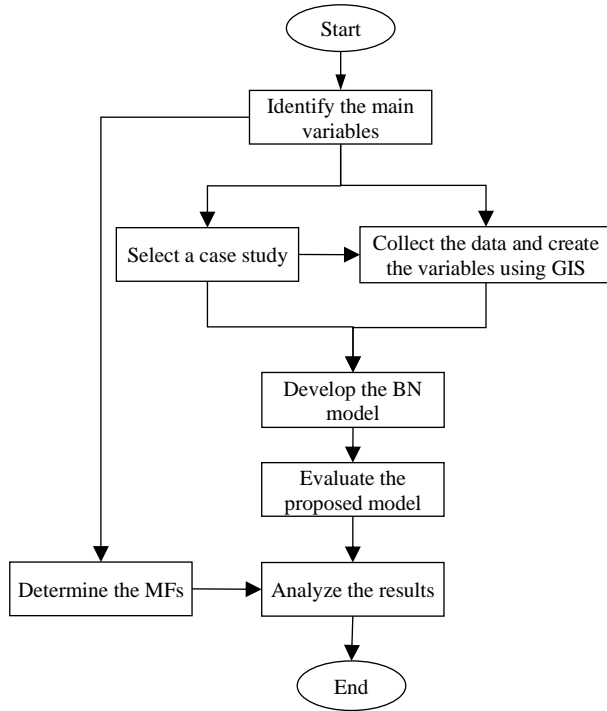 Start
Identify the main
variables
Select a case study
Collect the data and create
the variables using GIS
Develop the BN
model
Evaluate the
proposed model
Determine the MFs
Analyze the results
End